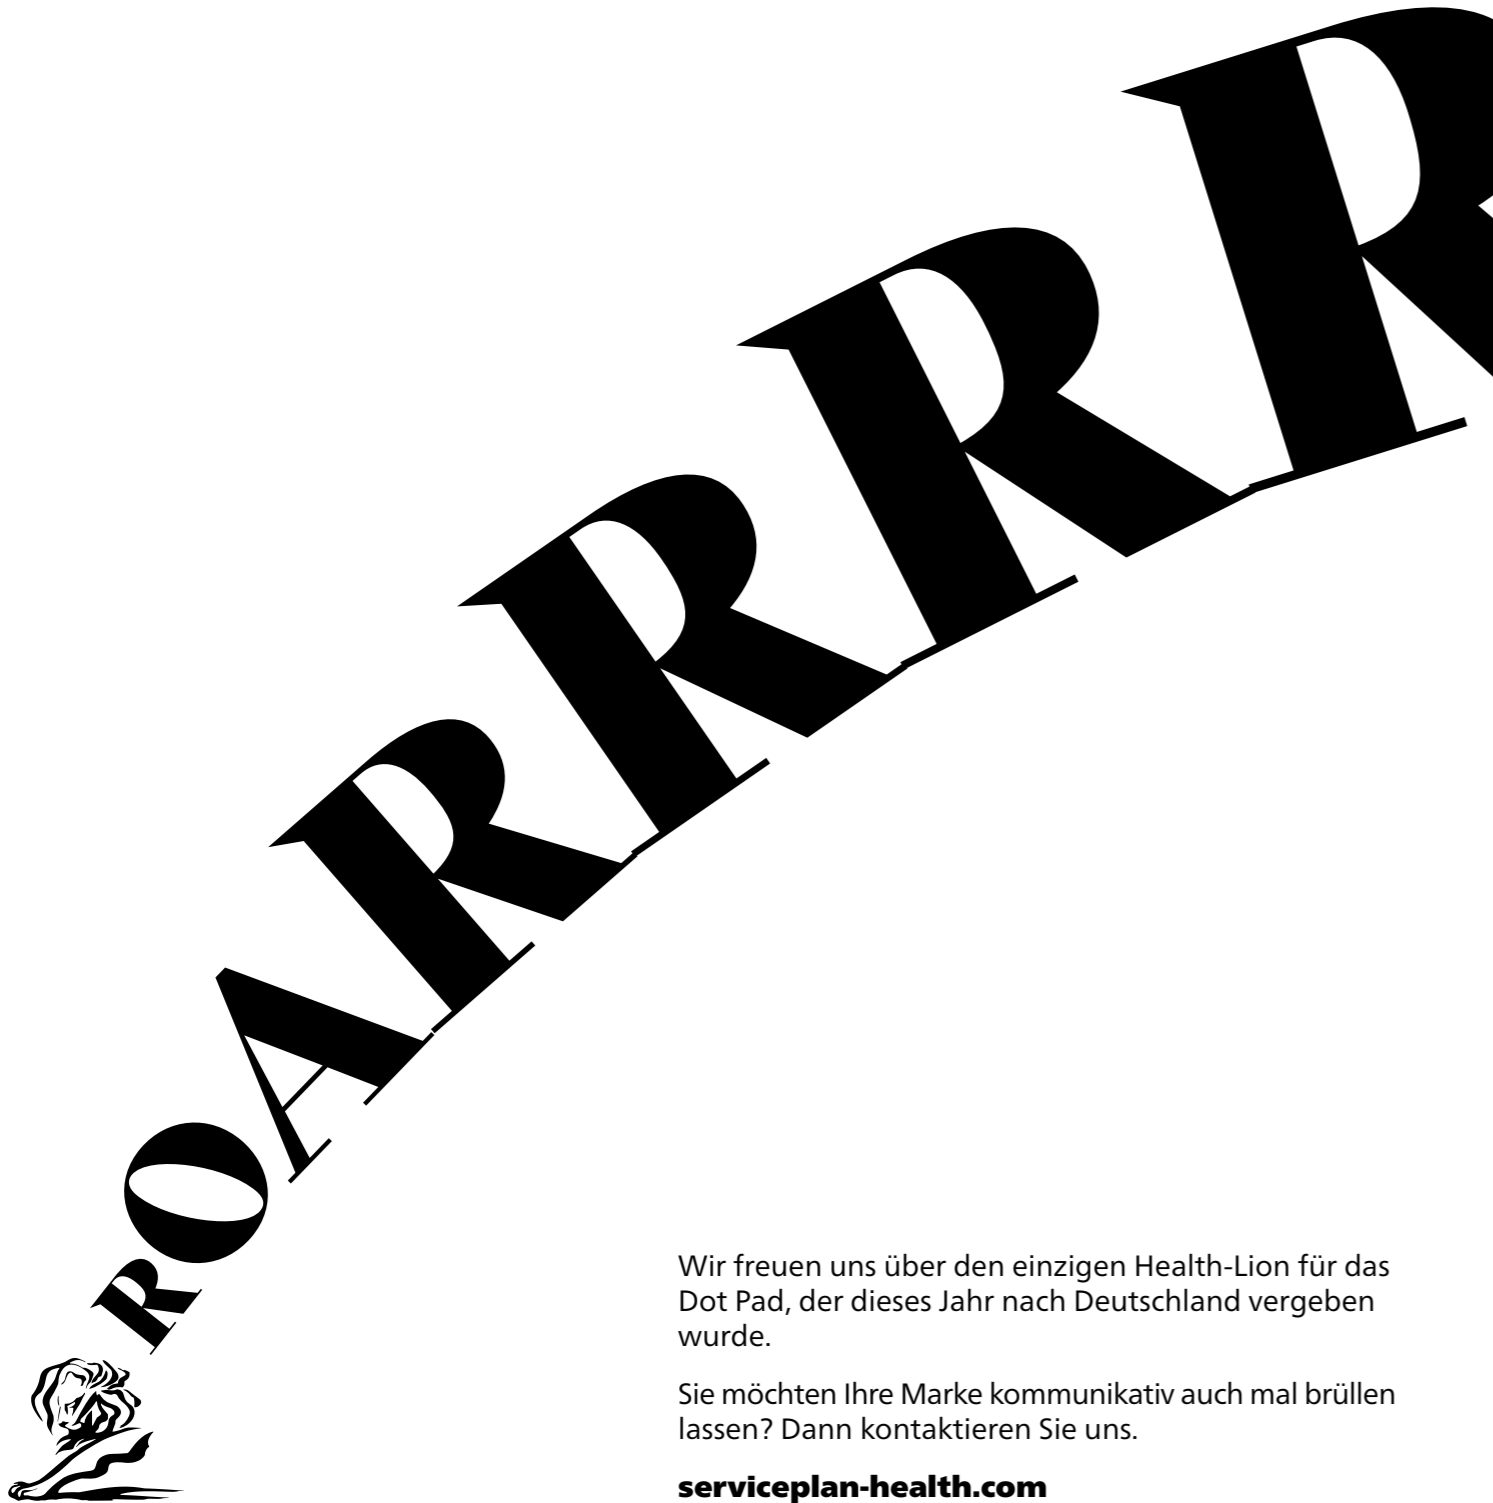 ROARRRR
Wir freuen uns über den einzigen Health-Lion für das
Dot Pad, der dieses Jahr nach Deutschland vergeben
wurde.
Sie möchten Ihre Marke kommunikativ auch mal brüllen
lassen? Dann kontaktieren Sie uns.
serviceplan-health.com